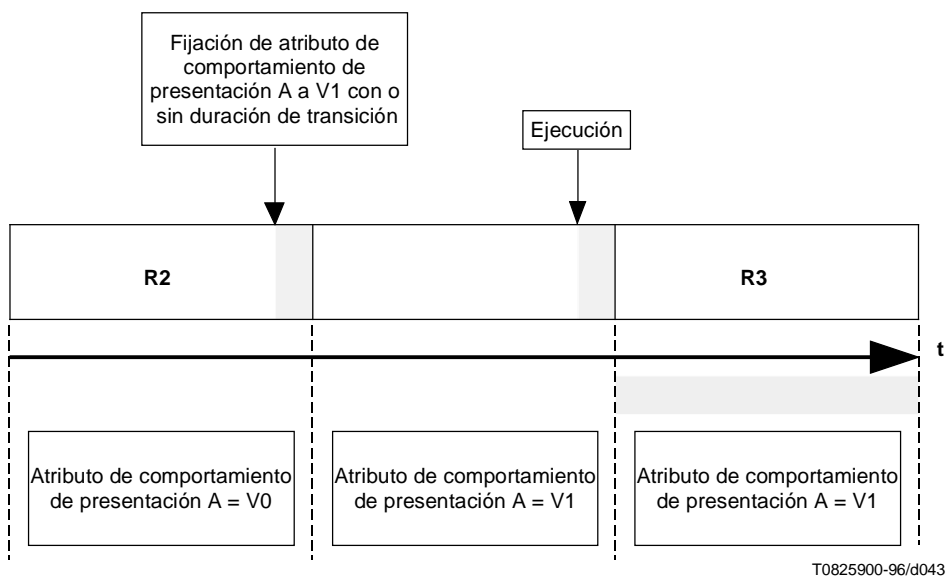 Fijación de atributo de
comportamiento de
presentación A a V1 con o
sin duración de transición
Ejecución
R2
R3
t
Atributo de comportamiento
de presentación A = V0
Atributo de comportamiento
de presentación A = V1
Atributo de comportamiento
de presentación A = V1
T0825900-96/d043